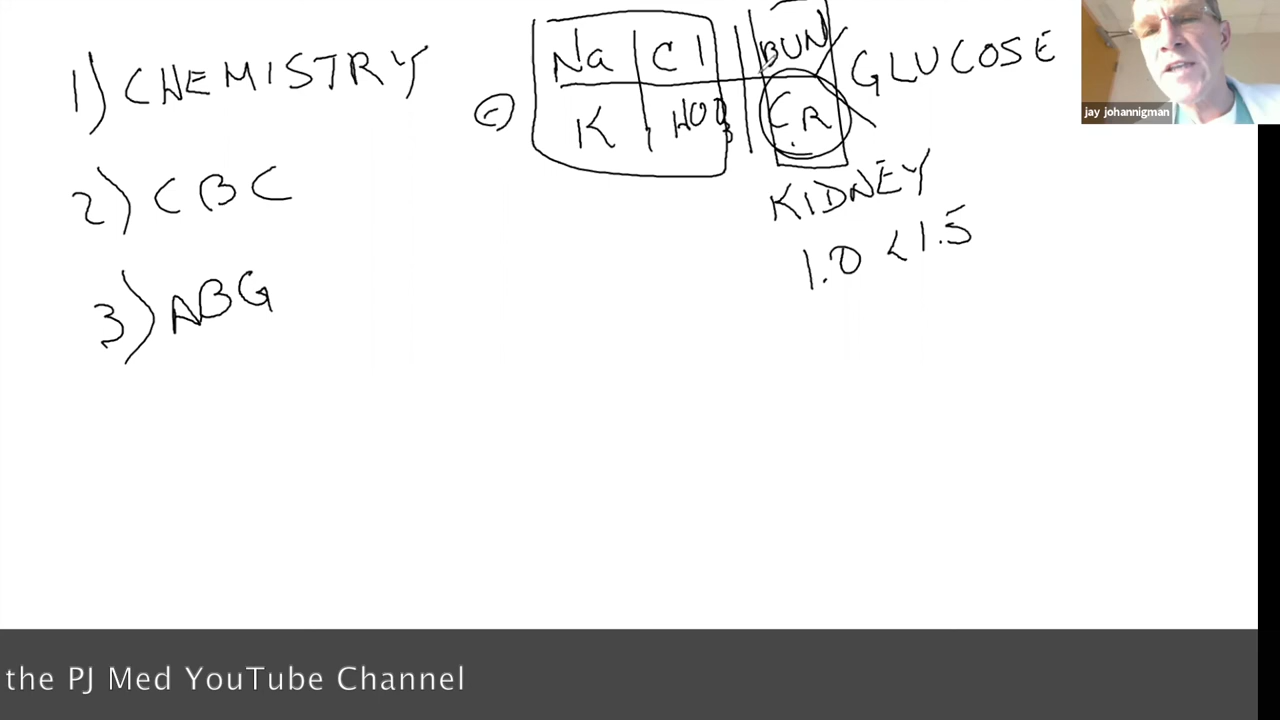 1) CHEMISTRY
Na Cl BUN GLUCOSE
K HCO3 CR
KIDNEY
1.0 < 1.5
2) CBC
3) ABG
jay johannigman
the PJ Med YouTube Channel